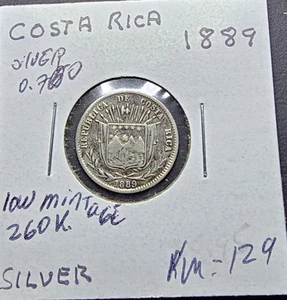 COSTA RICA
1889
SILVER
0.750
REPUBLICA DE COSTA RICA
1889
low mintage
260K.
SILVER
Km=129